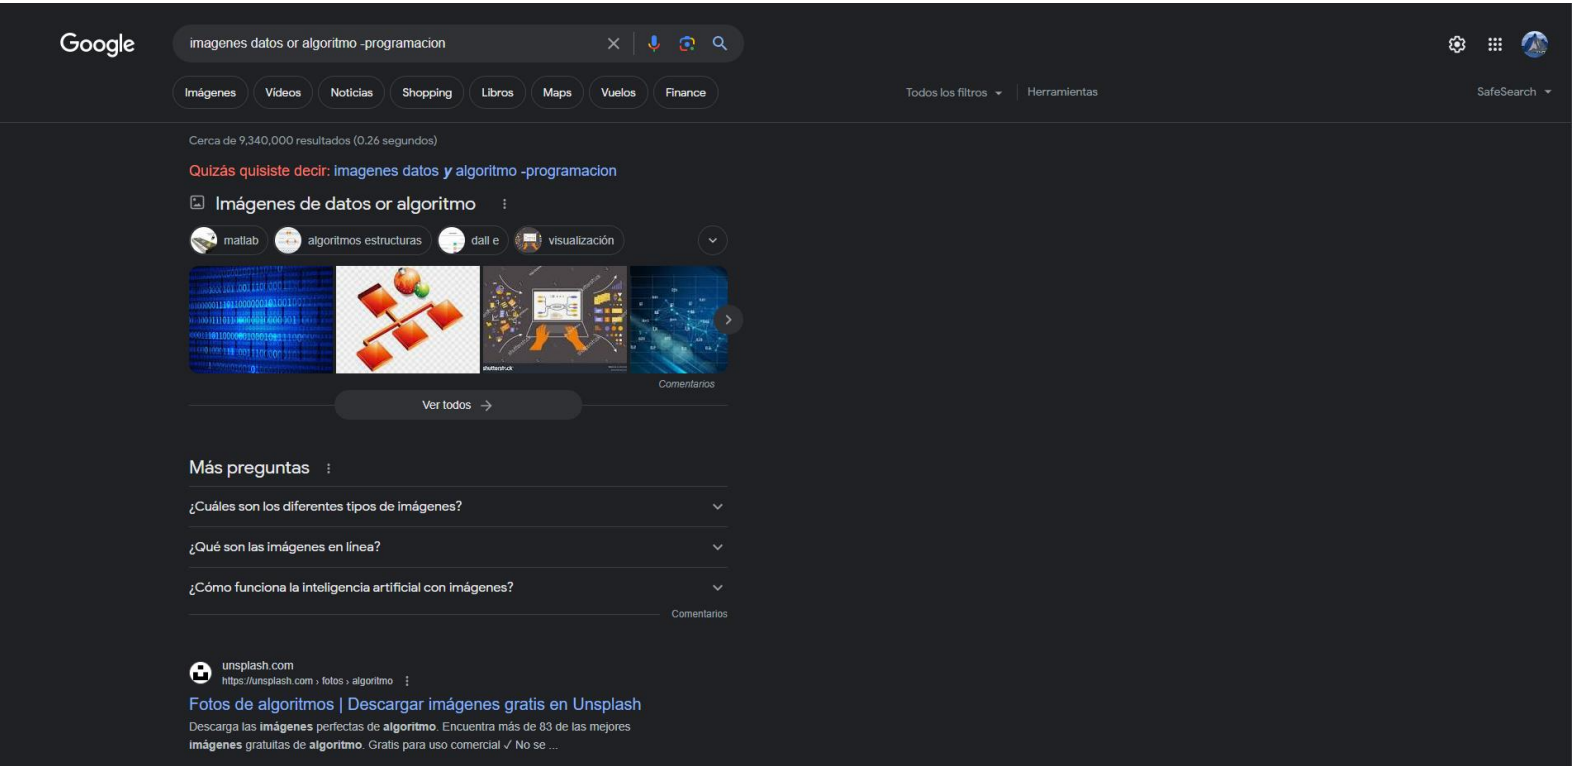 Google
imagenes datos or algoritmo -programacion
Imágenes Vídeos Noticias Shopping Libros Maps Vuelos Finance
Todos los filtros Herramientas
SafeSearch
Cerca de 9,340,000 resultados (0.26 segundos)
Quizás quisiste decir: imagenes datos y algoritmo -programacion
Imágenes de datos or algoritmo
matlab algoritmos estructuras dall e visualización
shutterstock
Comentarios
Ver todos
Más preguntas
¿Cuáles son los diferentes tipos de imágenes?
¿Qué son las imágenes en línea?
¿Cómo funciona la inteligencia artificial con imágenes?
Comentarios
unsplash.com
https://unsplash.com › fotos › algoritmo
Fotos de algoritmos | Descargar imágenes gratis en Unsplash
Descarga las imágenes perfectas de algoritmo. Encuentra más de 83 de las mejores
imágenes gratuitas de algoritmo. Gratis para uso comercial ✓ No se ...